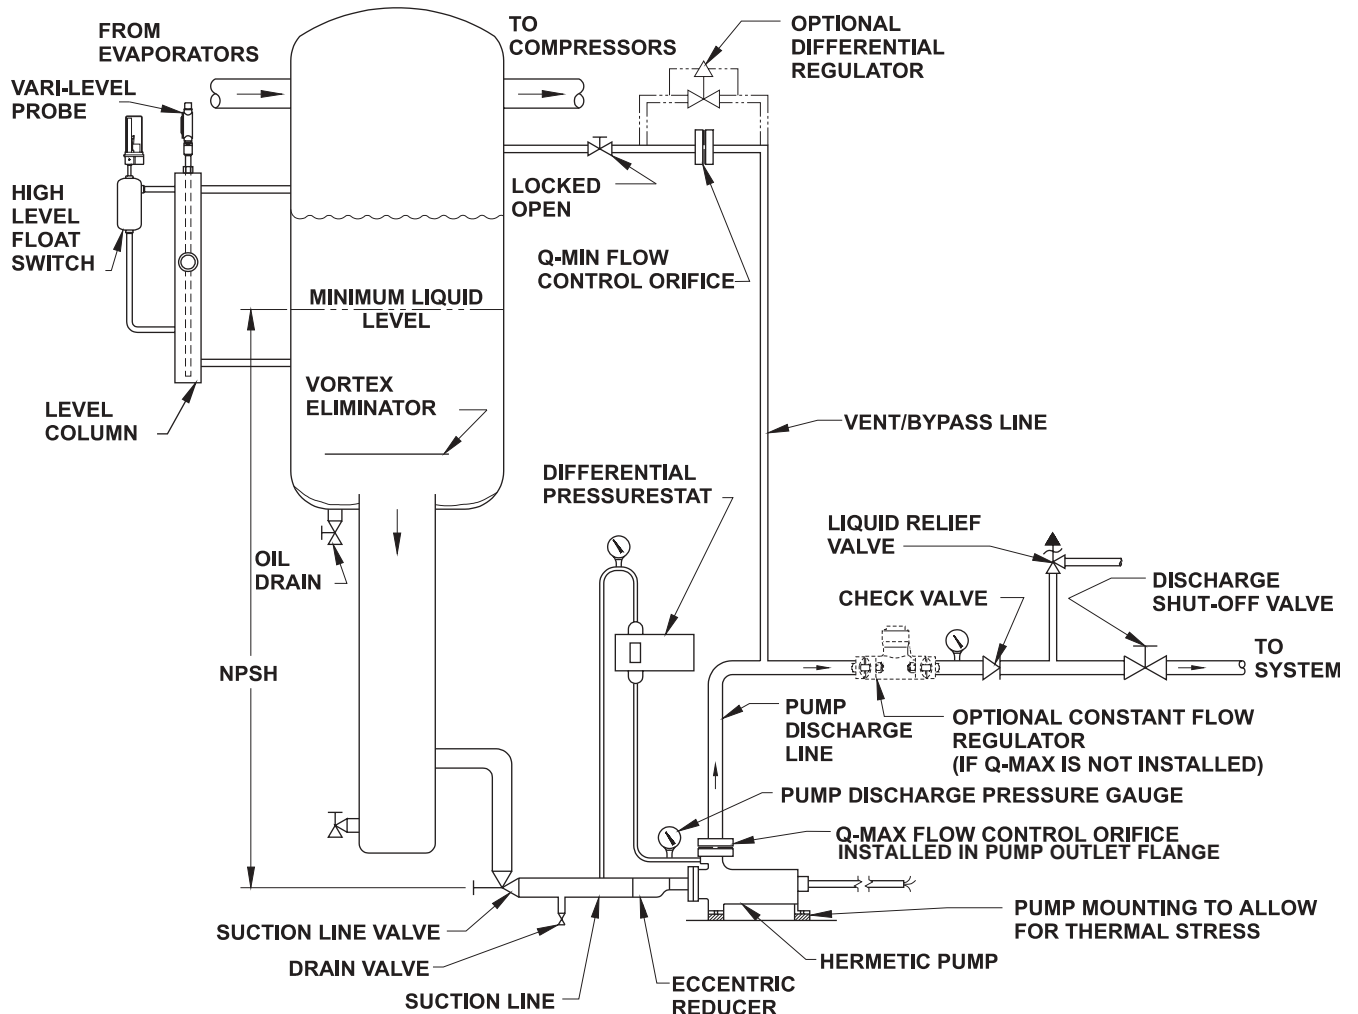 FROM
EVAPORATORS
TO
COMPRESSORS
OPTIONAL
DIFFERENTIAL
REGULATOR
VARI-LEVEL
PROBE
HIGH
LEVEL
FLOAT
SWITCH
LOCKED
OPEN
Q-MIN FLOW
CONTROL ORIFICE
MINIMUM LIQUID
LEVEL
VORTEX
ELIMINATOR
LEVEL
COLUMN
VENT/BYPASS LINE
DIFFERENTIAL
PRESSURESTAT
LIQUID RELIEF
VALVE
OIL
DRAIN
CHECK VALVE
DISCHARGE
SHUT-OFF VALVE
TO
SYSTEM
NPSH
PUMP
DISCHARGE
LINE
OPTIONAL CONSTANT FLOW
REGULATOR
(IF Q-MAX IS NOT INSTALLED)
PUMP DISCHARGE PRESSURE GAUGE
Q-MAX FLOW CONTROL ORIFICE
INSTALLED IN PUMP OUTLET FLANGE
PUMP MOUNTING TO ALLOW
FOR THERMAL STRESS
SUCTION LINE VALVE
DRAIN VALVE
SUCTION LINE
ECCENTRIC
REDUCER
HERMETIC PUMP